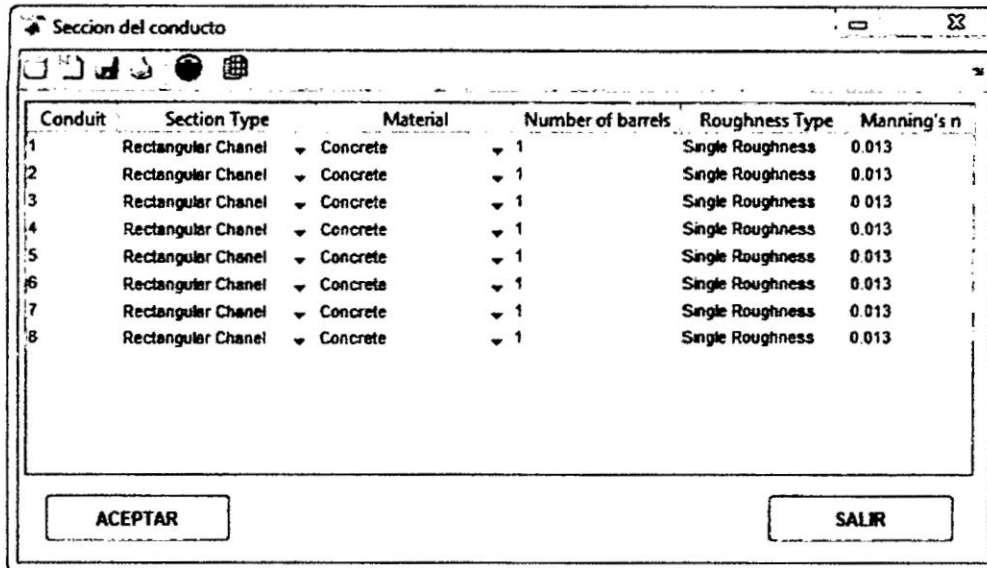 Seccion del conducto
Conduit Section Type Material Number of barrels Roughness Type Manning's n
1 Rectangular Chanel Concrete 1 Single Roughness 0.013
2 Rectangular Chanel Concrete 1 Single Roughness 0.013
3 Rectangular Chanel Concrete 1 Single Roughness 0.013
4 Rectangular Chanel Concrete 1 Single Roughness 0.013
5 Rectangular Chanel Concrete 1 Single Roughness 0.013
6 Rectangular Chanel Concrete 1 Single Roughness 0.013
7 Rectangular Chanel Concrete 1 Single Roughness 0.013
8 Rectangular Chanel Concrete 1 Single Roughness 0.013
ACEPTAR SALIR